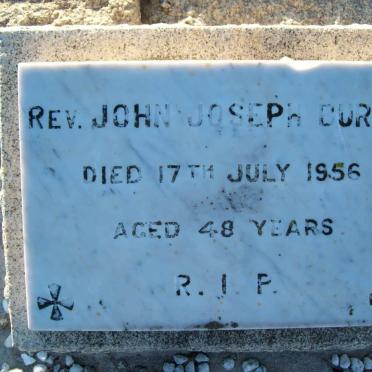 REV. JOHN JOSEPH
DIED 17TH JULY 1956
AGED 48 YEARS
R. I. P.